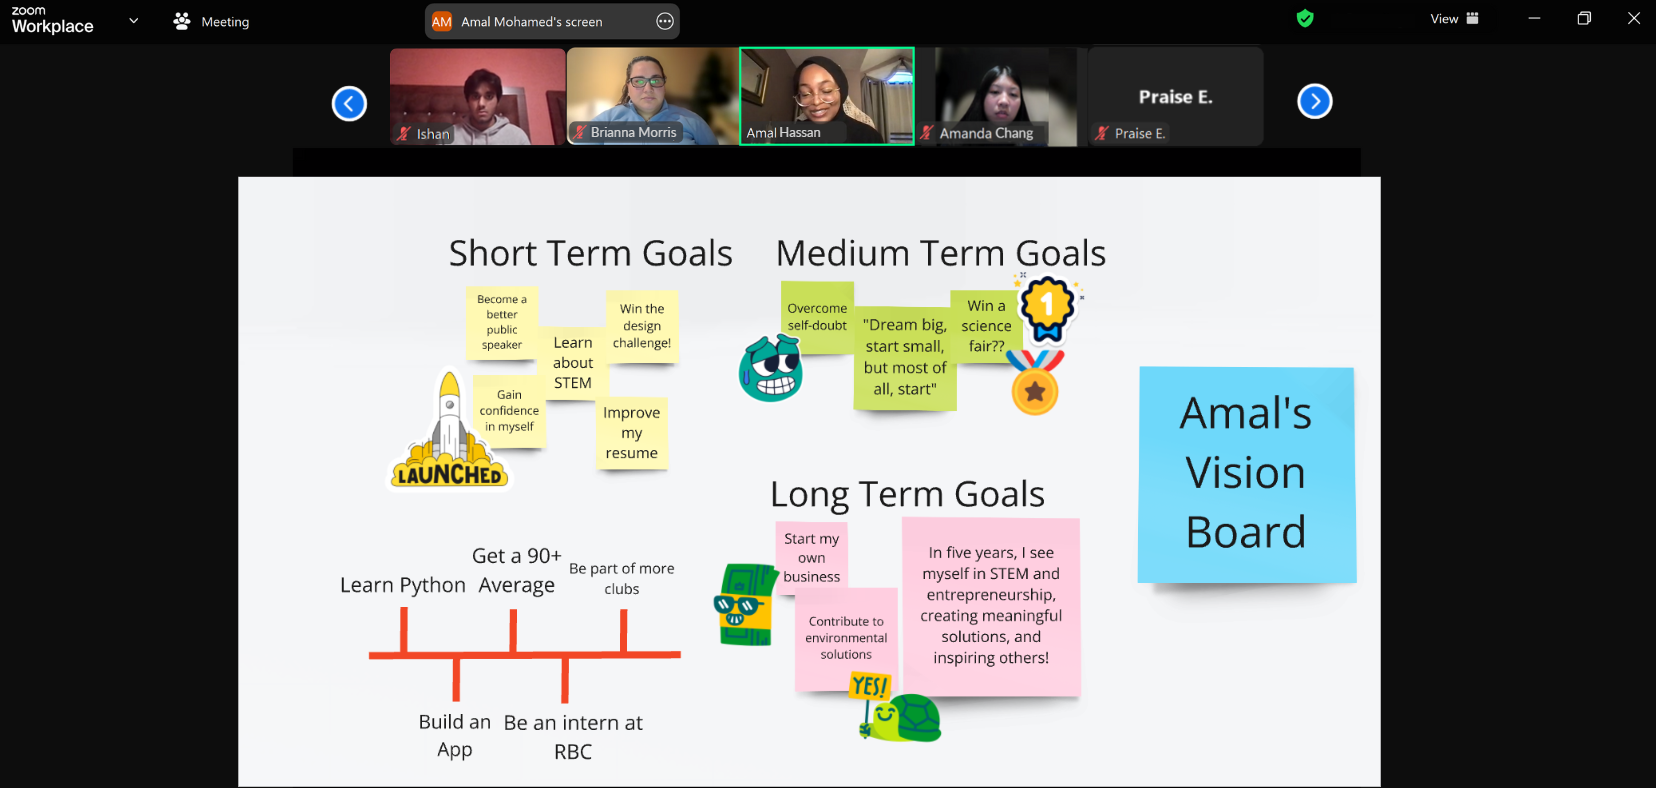 zoom
Workplace
Meeting
AM Amal Mohamed's screen
View
Ishan
Brianna Morris
Amal Hassan
Amanda Chang
Praise E.
Praise E.
Short Term Goals
Become a
better
public
speaker
Learn
about
STEM
Win the
design
challenge!
Gain
confidence
in myself
Improve
my
resume
LAUNCHED
Medium Term Goals
Overcome
self-doubt
"Dream big,
start small,
but most of
all, start"
Win a
science
fair??
1
Long Term Goals
Start my
own
business
Contribute to
environmental
solutions
YES!
In five years, I see
myself in STEM and
entrepreneurship,
creating meaningful
solutions, and
inspiring others!
Amal's
Vision
Board
Learn Python
Get a 90+
Average
Be part of more
clubs
Build an
App
Be an intern at
RBC